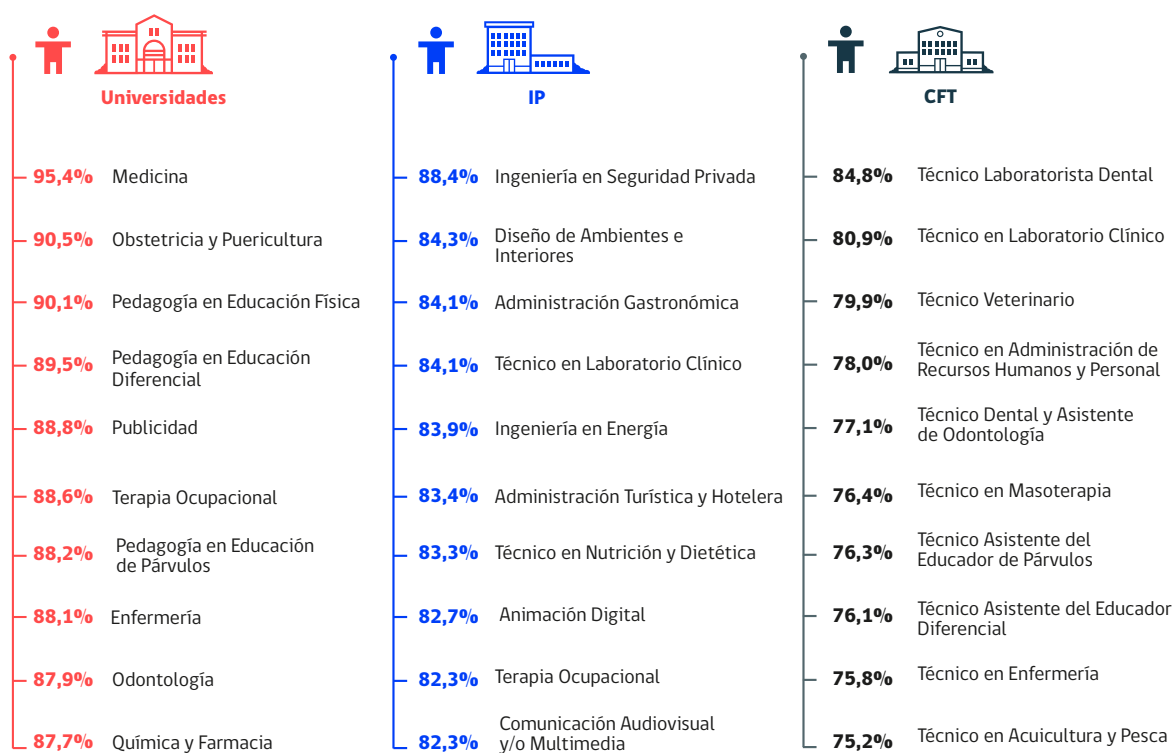 Universidades
95,4% Medicina
90,5% Obstetricia y Puericultura
90,1% Pedagogía en Educación Física
89,5% Pedagogía en Educación
Diferencial
88,8% Publicidad
88,6% Terapia Ocupacional
88,2% Pedagogía en Educación
de Párvulos
88,1% Enfermería
87,9% Odontología
87,7% Química y Farmacia
IP
88,4% Ingeniería en Seguridad Privada
84,3% Diseño de Ambientes e
Interiores
84,1% Administración Gastronómica
84,1% Técnico en Laboratorio Clínico
83,9% Ingeniería en Energía
83,4% Administración Turística y Hotelera
83,3% Técnico en Nutrición y Dietética
82,7% Animación Digital
82,3% Terapia Ocupacional
82,3% Comunicación Audiovisual
y/o Multimedia
CFT
84,8% Técnico Laboratorista Dental
80,9% Técnico en Laboratorio Clínico
79,9% Técnico Veterinario
78,0% Técnico en Administración de
Recursos Humanos y Personal
77,1% Técnico Dental y Asistente
de Odontología
76,4% Técnico en Masoterapia
76,3% Técnico Asistente del
Educador de Párvulos
76,1% Técnico Asistente del Educador
Diferencial
75,8% Técnico en Enfermería
75,2% Técnico en Acuicultura y Pesca